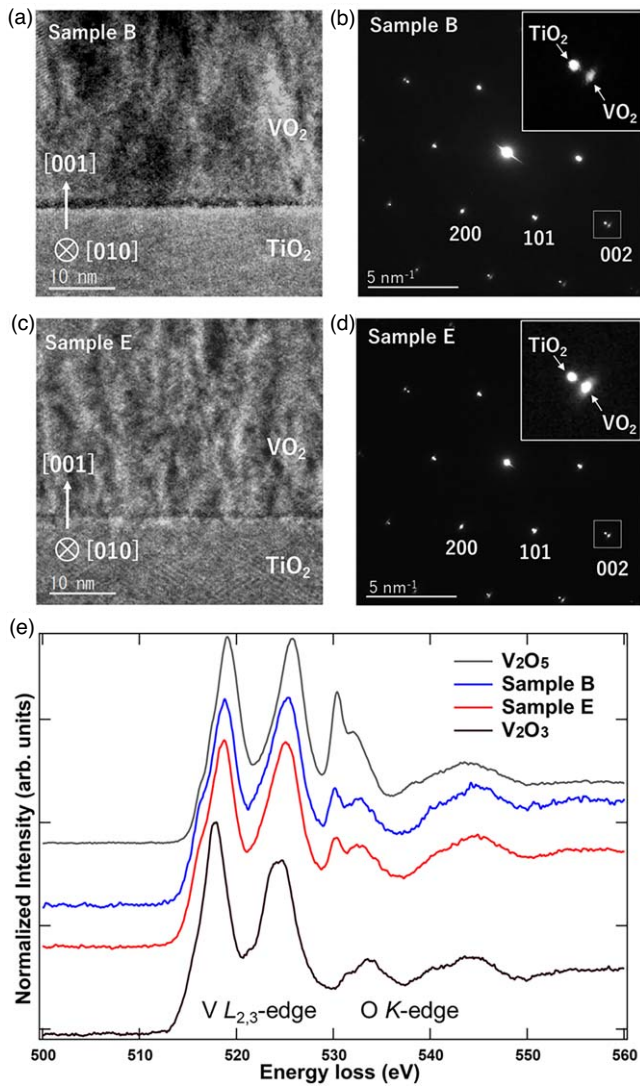 (a)
Sample B
VO₂
[001]
[010]
TiO₂
10 nm
(b)
Sample B
TiO₂
VO₂
200
101
002
5 nm⁻¹
(c)
Sample E
VO₂
[001]
[010]
TiO₂
10 nm
(d)
Sample E
TiO₂
VO₂
200
101
002
5 nm⁻¹
(e)
Normalized Intensity (arb. units)
V₂O₅
Sample B
Sample E
V₂O₃
V L₂,₃-edge
O K-edge
500 510 520 530 540 550 560
Energy loss (eV)